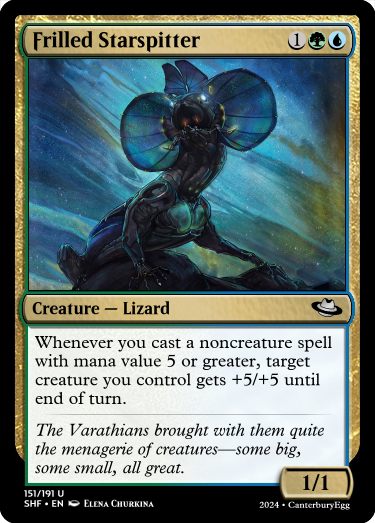 Frilled Starspitter 1
Creature — Lizard
Whenever you cast a noncreature spell
with mana value 5 or greater, target
creature you control gets +5/+5 until
end of turn.
The Varathians brought with them quite
the menagerie of creatures—some big,
some small, all great.
1/1
151/191 U
SHF • EN Elena Churkina
2024 • CanterburyEgg